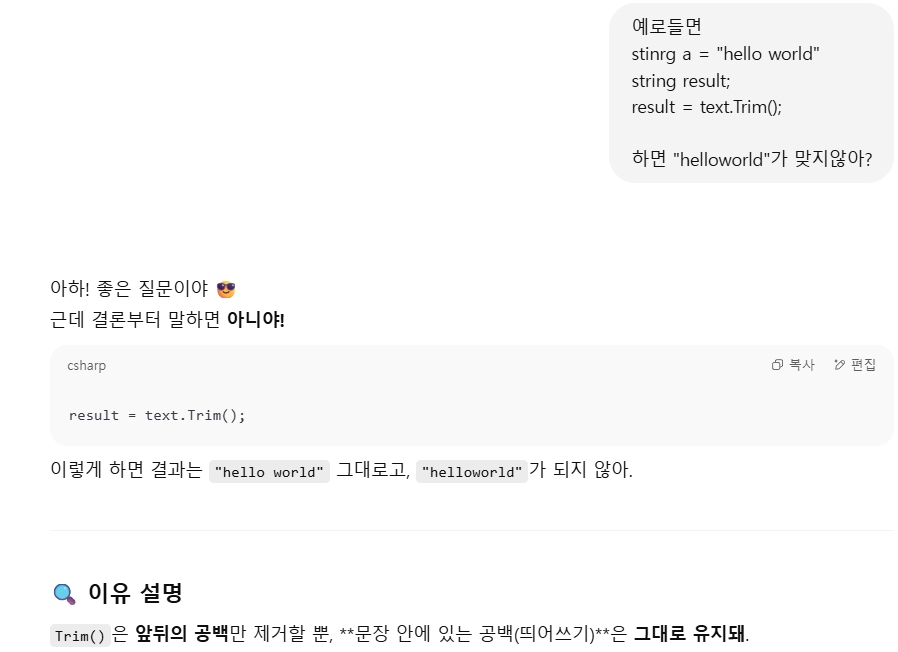 예로들면
stinrg a = "hello world"
string result;
result = text.Trim();
하면 "helloworld"가 맞지않아?
아하! 좋은 질문이야 😎
근데 결론부터 말하면 아니야!
csharp
복사 편집
result = text.Trim();
이렇게 하면 결과는 "hello world" 그대로고, "helloworld"가 되지 않아.
🔍 이유 설명
Trim()은 앞뒤의 공백만 제거할 뿐, **문장 안에 있는 공백(띄어쓰기)**은 그대로 유지돼.